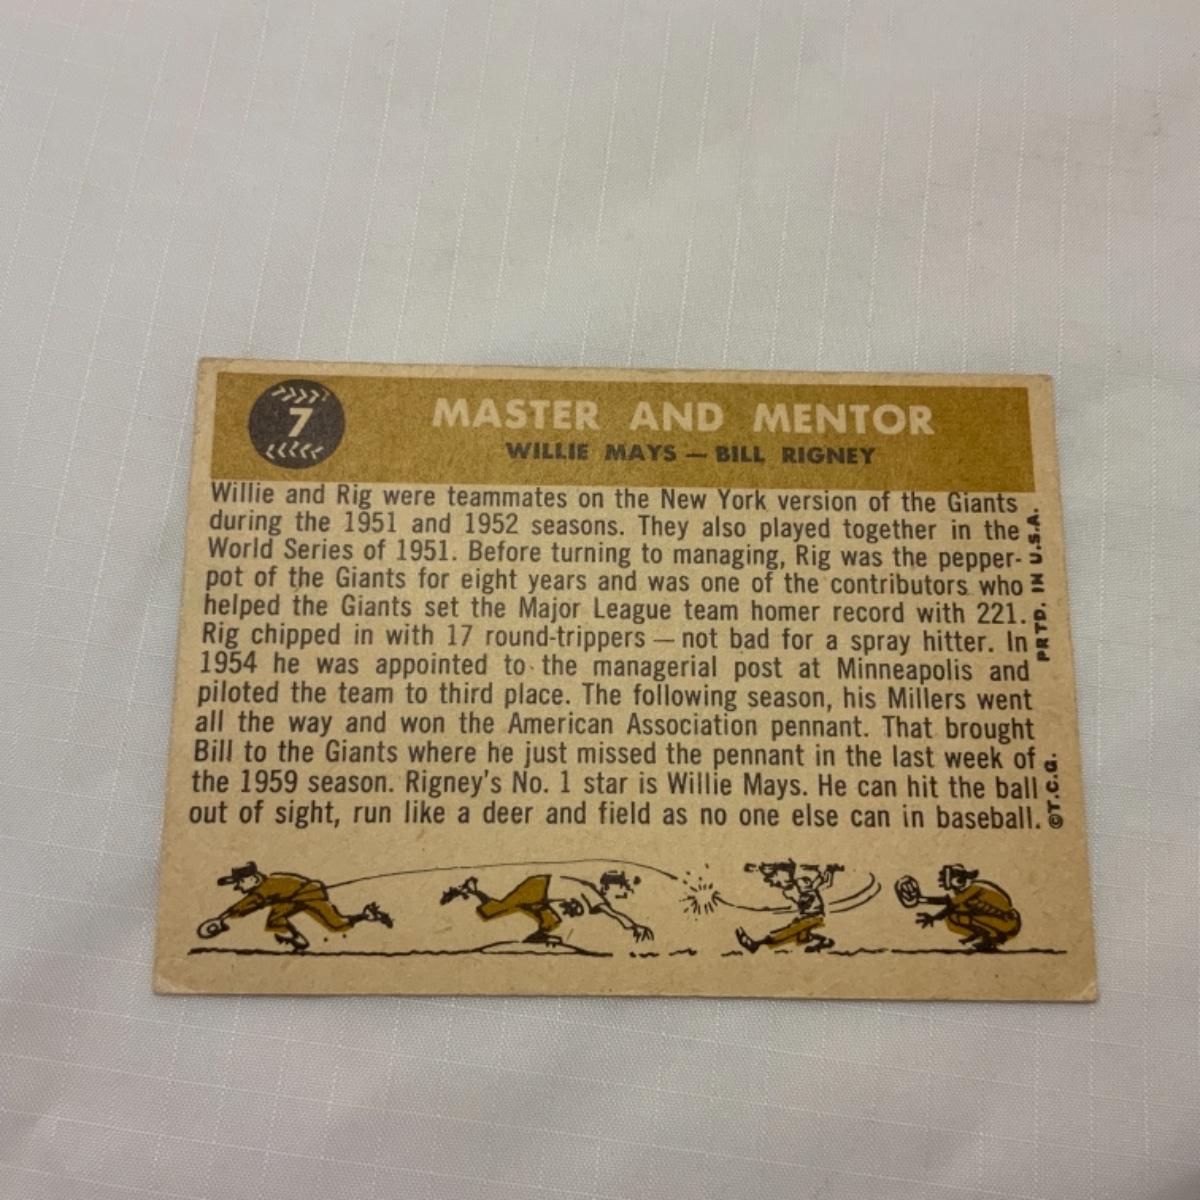 7
MASTER AND MENTOR
WILLIE MAYS — BILL RIGNEY
Willie and Rig were teammates on the New York version of the Giants
during the 1951 and 1952 seasons. They also played together in the
World Series of 1951. Before turning to managing, Rig was the pepper-
pot of the Giants for eight years and was one of the contributors who
helped the Giants set the Major League team homer record with 221.
Rig chipped in with 17 round-trippers — not bad for a spray hitter. In
1954 he was appointed to the managerial post at Minneapolis and
piloted the team to third place. The following season, his Millers went
all the way and won the American Association pennant. That brought
Bill to the Giants where he just missed the pennant in the last week of
the 1959 season. Rigney's No. 1 star is Willie Mays. He can hit the ball
out of sight, run like a deer and field as no one else can in baseball.
©T.C.G. PRTD. IN U.S.A.